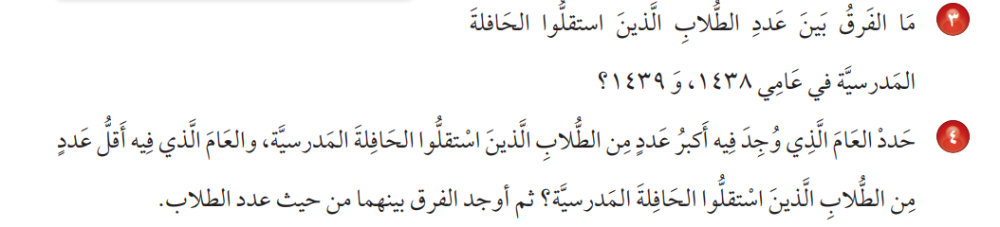 ٣ مَا الفَرقُ بَينَ عَددِ الطُّلابِ الَّذينَ استقلُّوا الحَافلةَ
المَدرسيَّة في عَامِي ١٤٣٨، وَ ١٤٣٩؟
٤ حَددْ العَامَ الَّذِي وُجِدَ فِيه أَكبرُ عَددٍ مِن الطُّلابِ الَّذينَ اسْتقلُّوا الحَافِلةَ المَدرسيَّة، والعَامَ الَّذي فِيه أَقلُّ عَددٍ
مِن الطُّلابِ الَّذينَ اسْتقلُّوا الحَافِلةَ المَدرسيَّة؟ ثم أوجد الفرق بينهما من حيث عدد الطلاب.